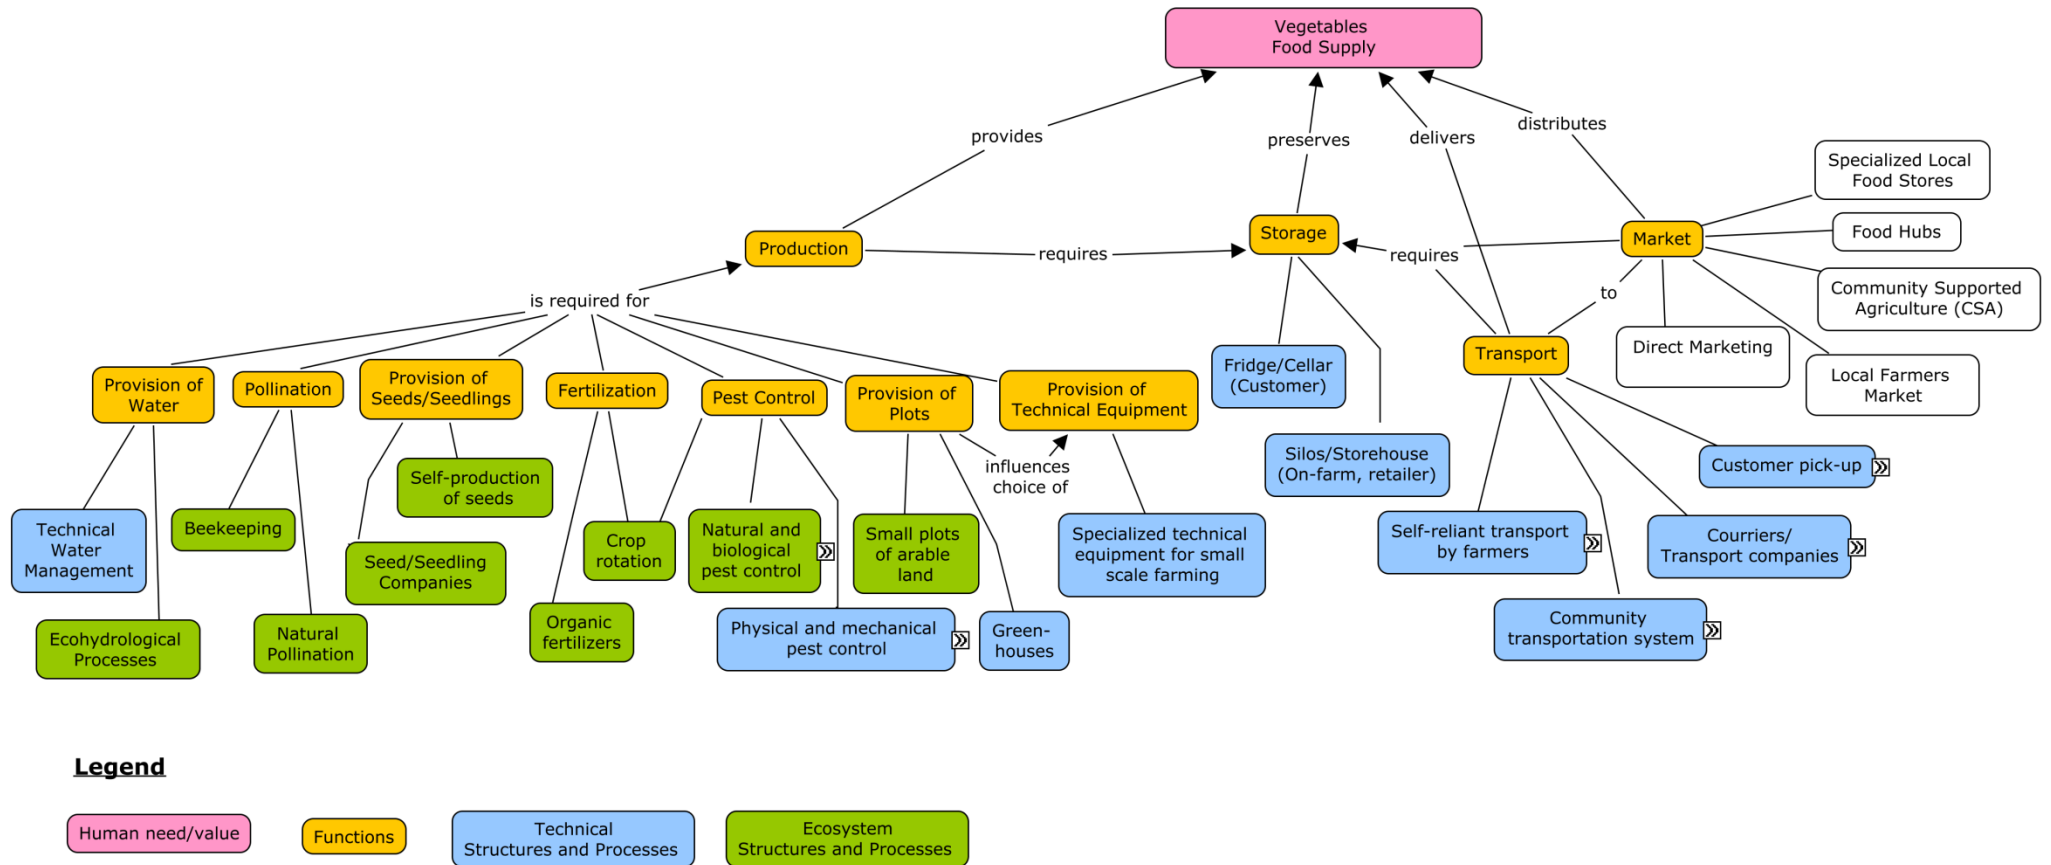 Vegetables
Food Supply
provides
preserves
delivers
distributes
Specialized Local
Food Stores
Food Hubs
Community Supported
Agriculture (CSA)
Direct Marketing
Local Farmers
Market
Production
requires
Storage
requires
Market
to
Transport
is required for
Provision of
Water
Pollination
Provision of
Seeds/Seedlings
Fertilization
Pest Control
Provision of
Plots
Provision of
Technical Equipment
influences
choice of
Fridge/Cellar
(Customer)
Silos/Storehouse
(On-farm, retailer)
Customer pick-up
Self-reliant transport
by farmers
Courriers/
Transport companies
Community
transportation system
Technical
Water
Management
Ecohydrological
Processes
Beekeeping
Natural
Pollination
Self-production
of seeds
Seed/Seedling
Companies
Crop
rotation
Organic
fertilizers
Natural and
biological
pest control
Physical and mechanical
pest control
Small plots
of arable
land
Green-
houses
Specialized technical
equipment for small
scale farming
Legend
Human need/value
Functions
Technical
Structures and Processes
Ecosystem
Structures and Processes